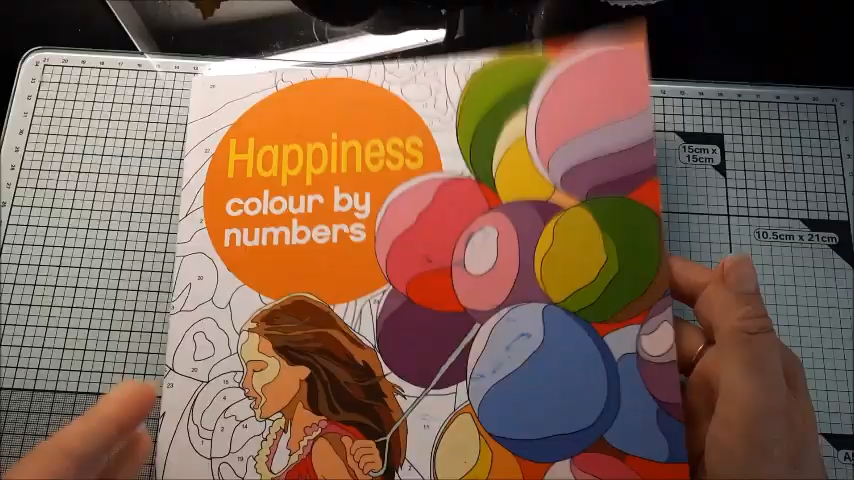 Happiness
colour by
numbers
15cm x
15cm
10.5cm x 21cm